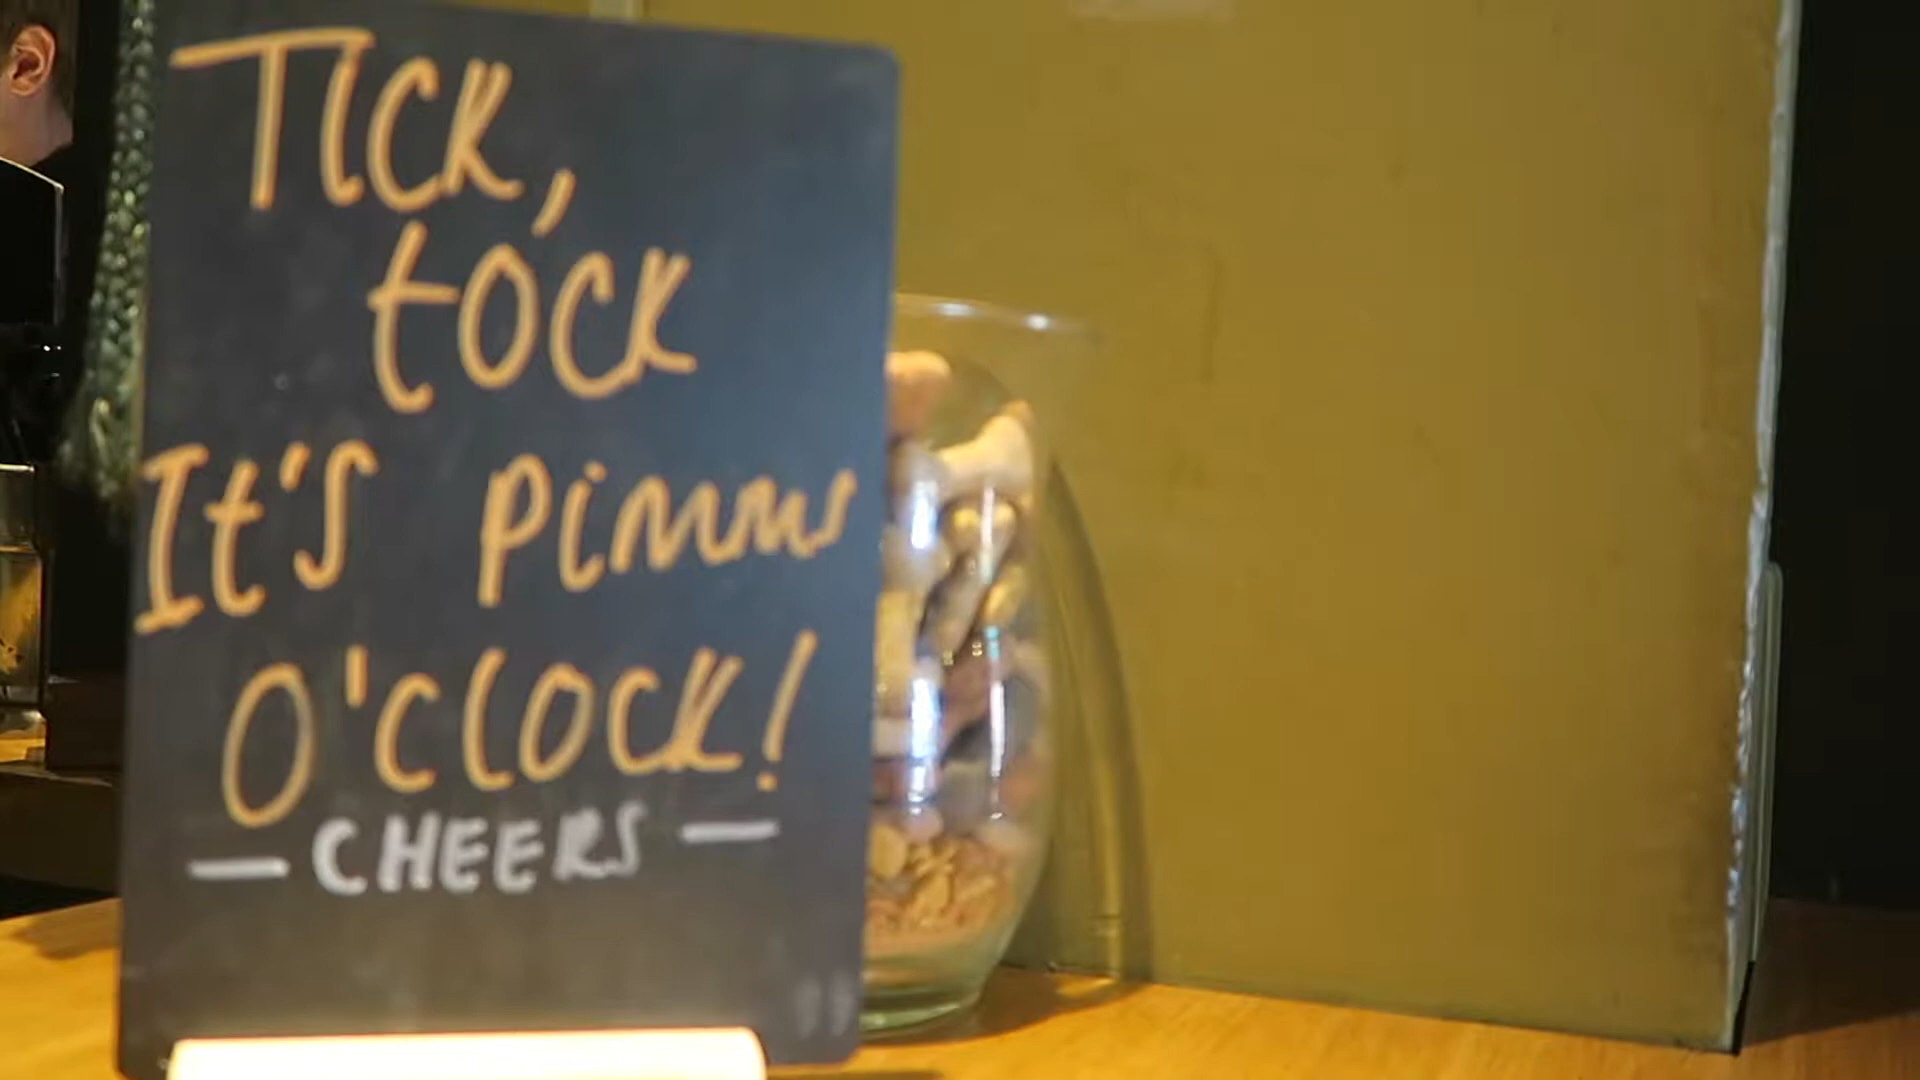 TICK,
tOCK
It's pimms
O'CLOCK!
— CHEERS —